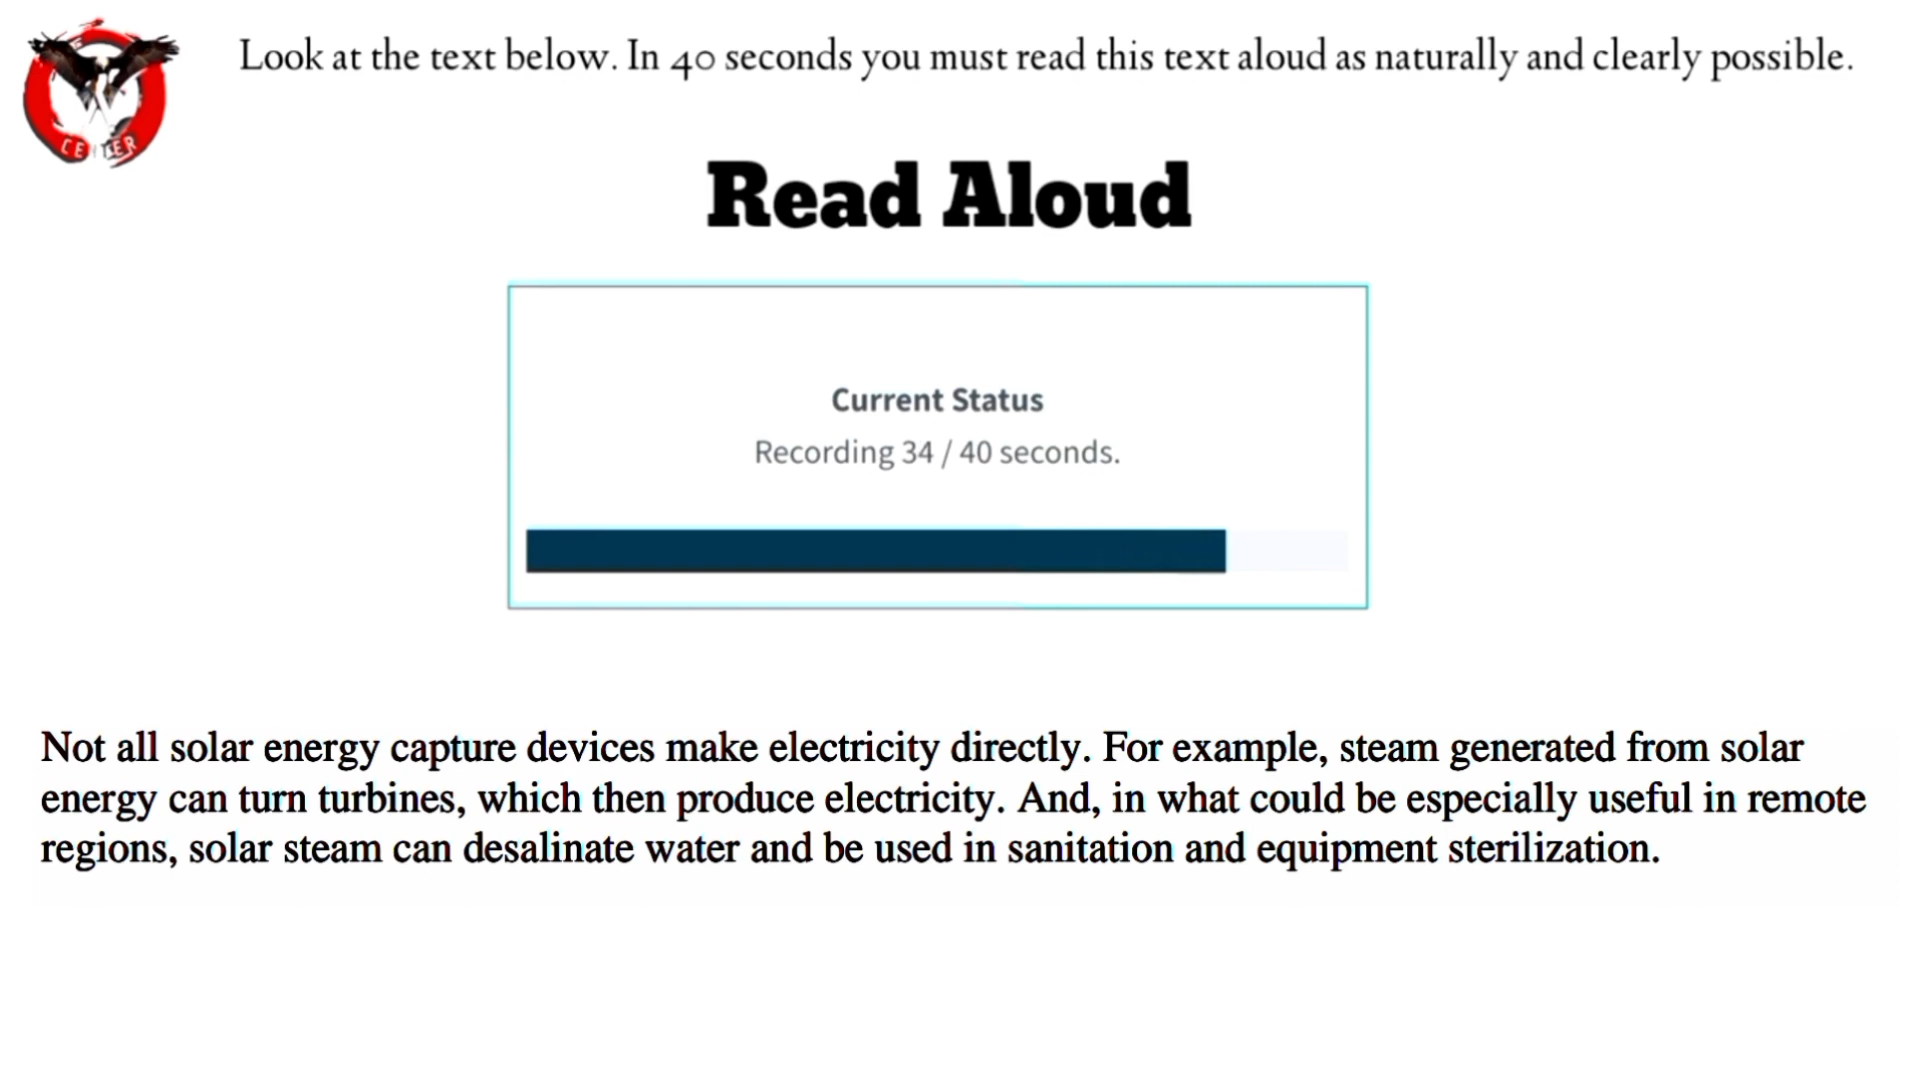 Look at the text below. In 40 seconds you must read this text aloud as naturally and clearly possible.
CENTER
Read Aloud
Current Status
Recording 34 / 40 seconds.
Not all solar energy capture devices make electricity directly. For example, steam generated from solar
energy can turn turbines, which then produce electricity. And, in what could be especially useful in remote
regions, solar steam can desalinate water and be used in sanitation and equipment sterilization.